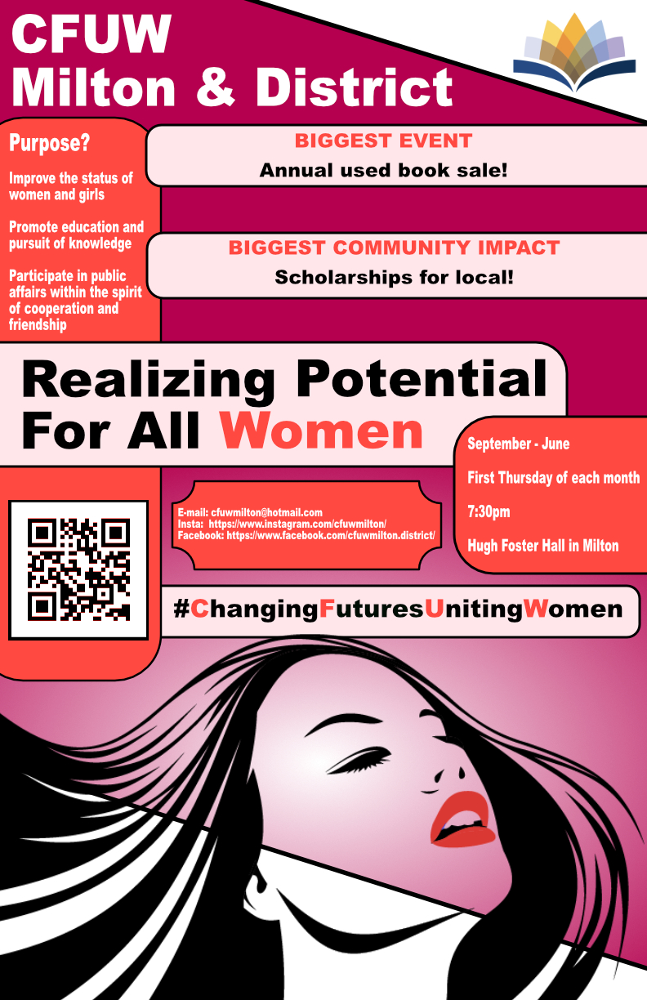 CFUW
Milton & District
Purpose?
Improve the status of
women and girls
Promote education and
pursuit of knowledge
Participate in public
affairs within the spirit
of cooperation and
friendship
BIGGEST EVENT
Annual used book sale!
BIGGEST COMMUNITY IMPACT
Scholarships for local!
Realizing Potential
For All Women
September - June
First Thursday of each month
7:30pm
Hugh Foster Hall in Milton
E-mail: cfuwmilton@hotmail.com
Insta: https://www.instagram.com/cfuwmilton/
Facebook: https://www.facebook.com/cfuwmilton.district/
#ChangingFuturesUnitingWomen